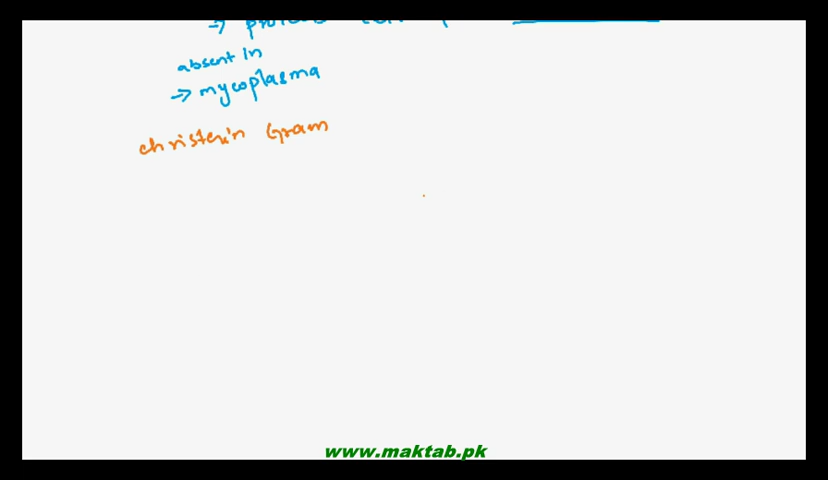 absent in
→ mycoplasma
christein Gram
www.maktab.pk